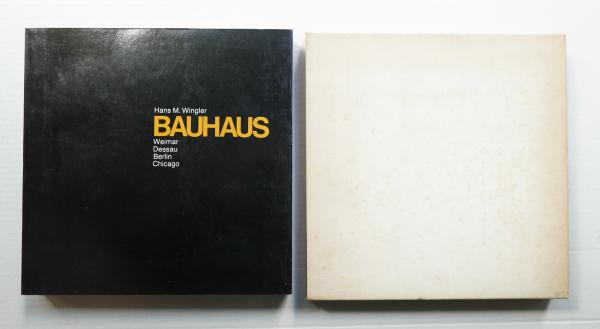 Hans M. Wingler
BAUHAUS
Weimar
Dessau
Berlin
Chicago